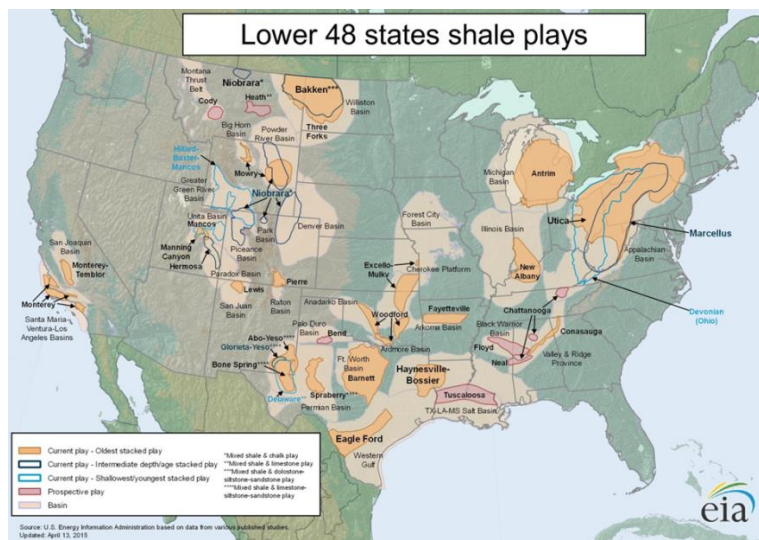 Lower 48 states shale plays
Montana
Thrust
Belt
Niobrara*
Cody
Heath**
Bakken***
Williston
Basin
Big Horn
Basin
Powder
River Basin
Three
Forks
Hilliard-
Baxter-
Mancos
Mowry
Greater
Green River
Basin
Niobrara*
Uinta Basin
Mancos
Park
Basin
Denver Basin
Manning
Canyon
Piceance
Basin
Hermosa
Paradox Basin
San Joaquin
Basin
Monterey-
Temblor
Monterey
Santa Maria-
Ventura-Los
Angeles Basins
Lewis
San Juan
Basin
Pierre
Raton
Basin
Forest City
Basin
Excello-
Mulky
Cherokee Platform
Anadarko Basin
Woodford
Palo Duro
Basin
Bend
Ardmore Basin
Abo-Yeso****
Glorieta-Yeso****
Bone Spring****
Delaware**
Spraberry****
Permian Basin
Ft. Worth
Basin
Barnett
Fayetteville
Arkoma Basin
Haynesville-
Bossier
Tuscaloosa
TX-LA-MS Salt Basin
Eagle Ford
Western
Gulf
Michigan
Basin
Antrim
Illinois Basin
New
Albany
Utica
Marcellus
Appalachian
Basin
Devonian
(Ohio)
Chattanooga
Black Warrior
Basin
Conasauga
Floyd
Neal
Valley & Ridge
Province
Current play - Oldest stacked play
Current play - Intermediate depth/age stacked play
Current play - Shallowest/youngest stacked play
Prospective play
Basin
*Mixed shale & chalk play
**Mixed shale & limestone play
***Mixed shale & dolostone-
siltstone-sandstone play
****Mixed shale & limestone-
siltstone-sandstone play
Source: U.S. Energy Information Administration based on data from various published studies.
Updated: April 13, 2015
eia